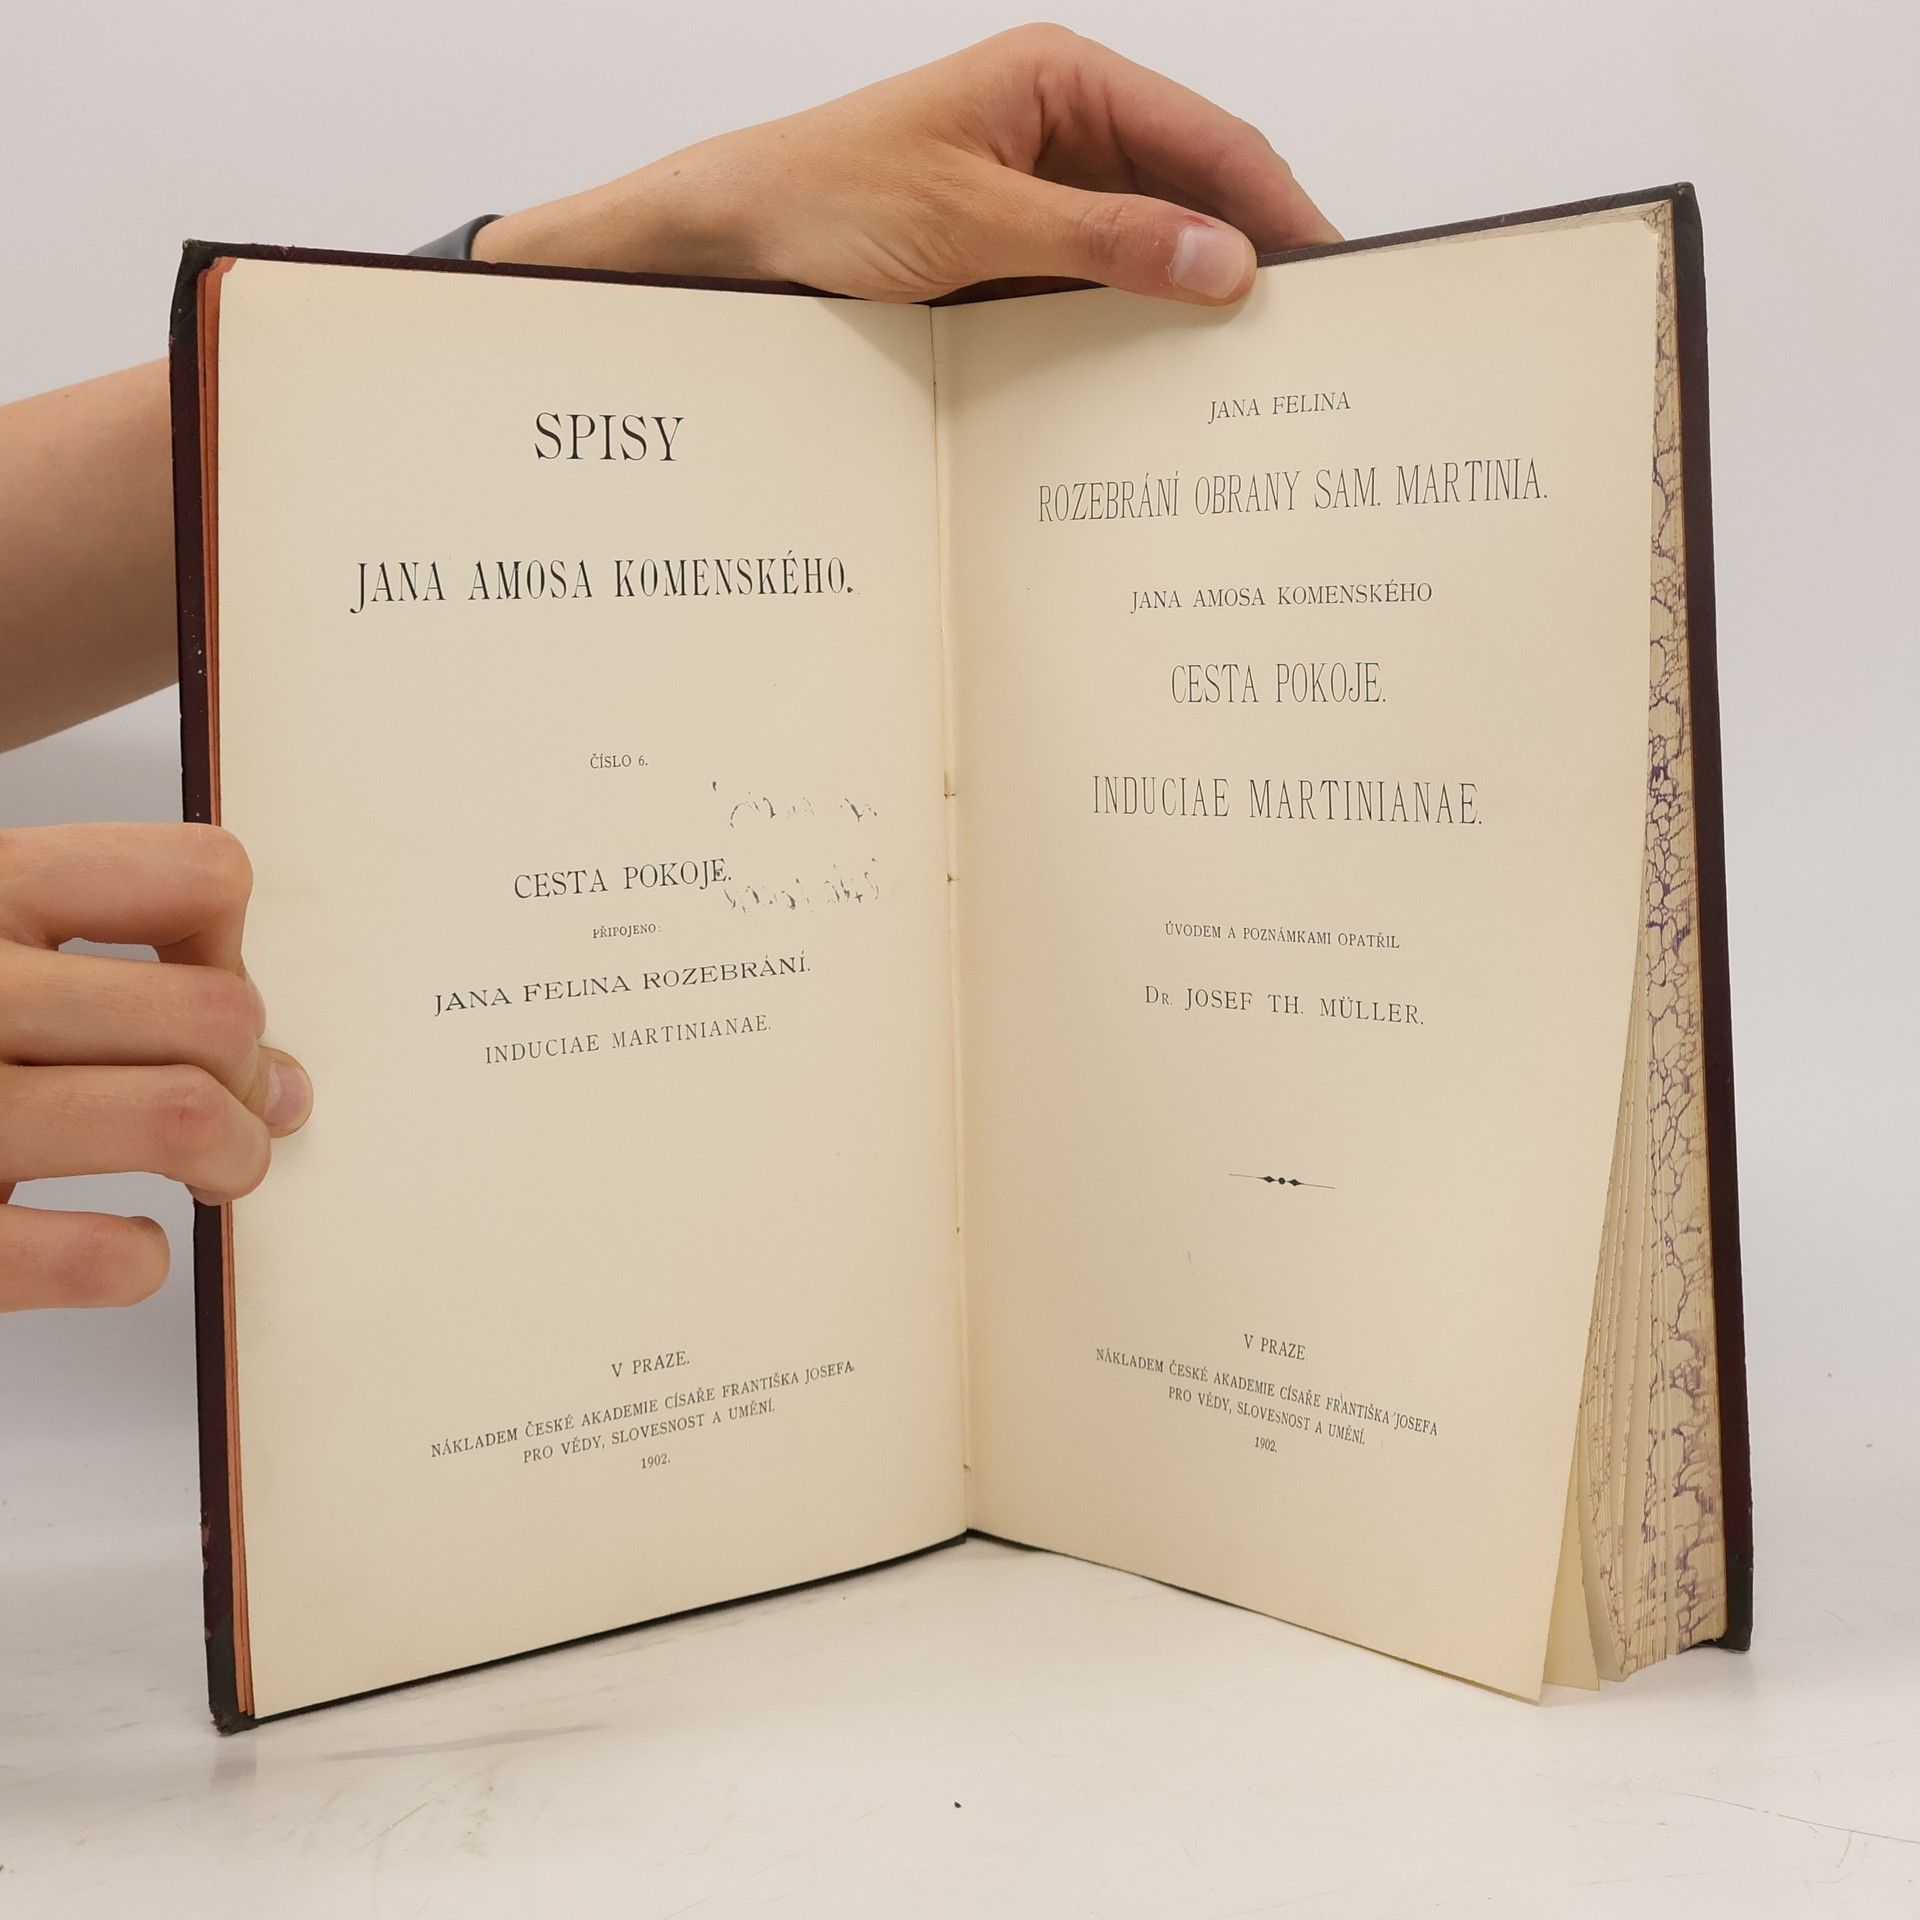 SPISY
JANA AMOSA KOMENSKÉHO.
ČÍSLO 6.
CESTA POKOJE.
PŘIPOJENO:
JANA FELINA ROZEBRÁNÍ.
INDUCIAE MARTINIANAE.
V PRAZE.
NÁKLADEM ČESKÉ AKADEMIE CÍSAŘE FRANTIŠKA JOSEFA
PRO VĚDY, SLOVESNOST A UMĚNÍ.
1902.
JANA FELINA
ROZEBRÁNÍ OBRANY SAM. MARTINIA.
JANA AMOSA KOMENSKÉHO
CESTA POKOJE.
INDUCIAE MARTINIANAE.
ÚVODEM A POZNÁMKAMI OPATŘIL
DR. JOSEF TH. MÜLLER.
V PRAZE.
NÁKLADEM ČESKÉ AKADEMIE CÍSAŘE FRANTIŠKA JOSEFA
PRO VĚDY, SLOVESNOST A UMĚNÍ.
1902.